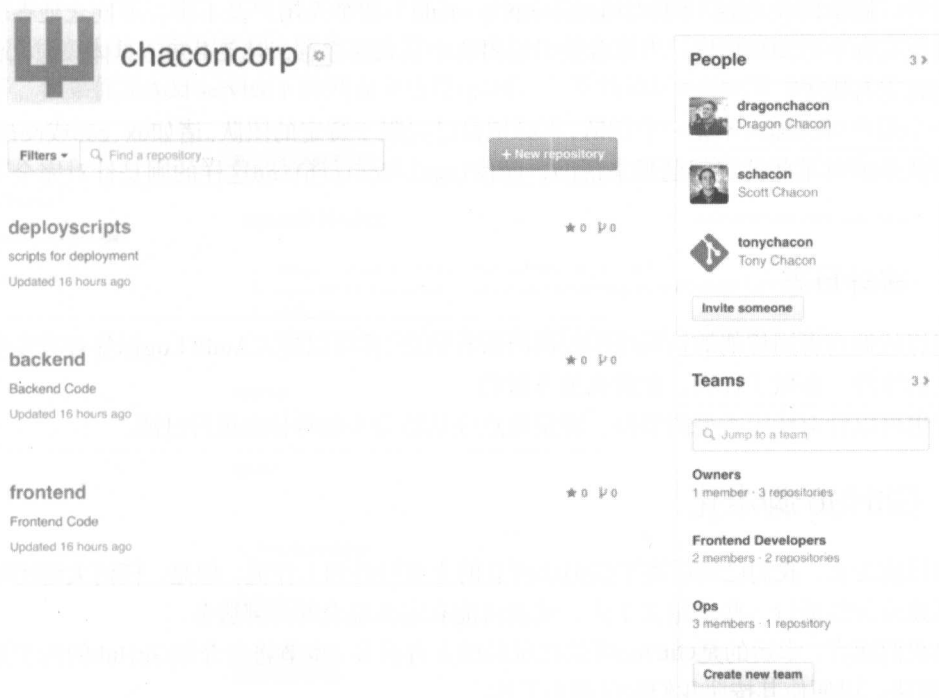 chaconcorp
Filters
Find a repository...
+ New repository
deployscripts
★ 0 0
scripts for deployment
Updated 16 hours ago
backend
★ 0 0
Backend Code
Updated 16 hours ago
frontend
★ 0 0
Frontend Code
Updated 16 hours ago
People
3 >
dragonchacon
Dragon Chacon
schacon
Scott Chacon
tonychacon
Tony Chacon
Invite someone
Teams
3 >
Jump to a team
Owners
1 member · 3 repositories
Frontend Developers
2 members · 2 repositories
Ops
3 members · 1 repository
Create new team